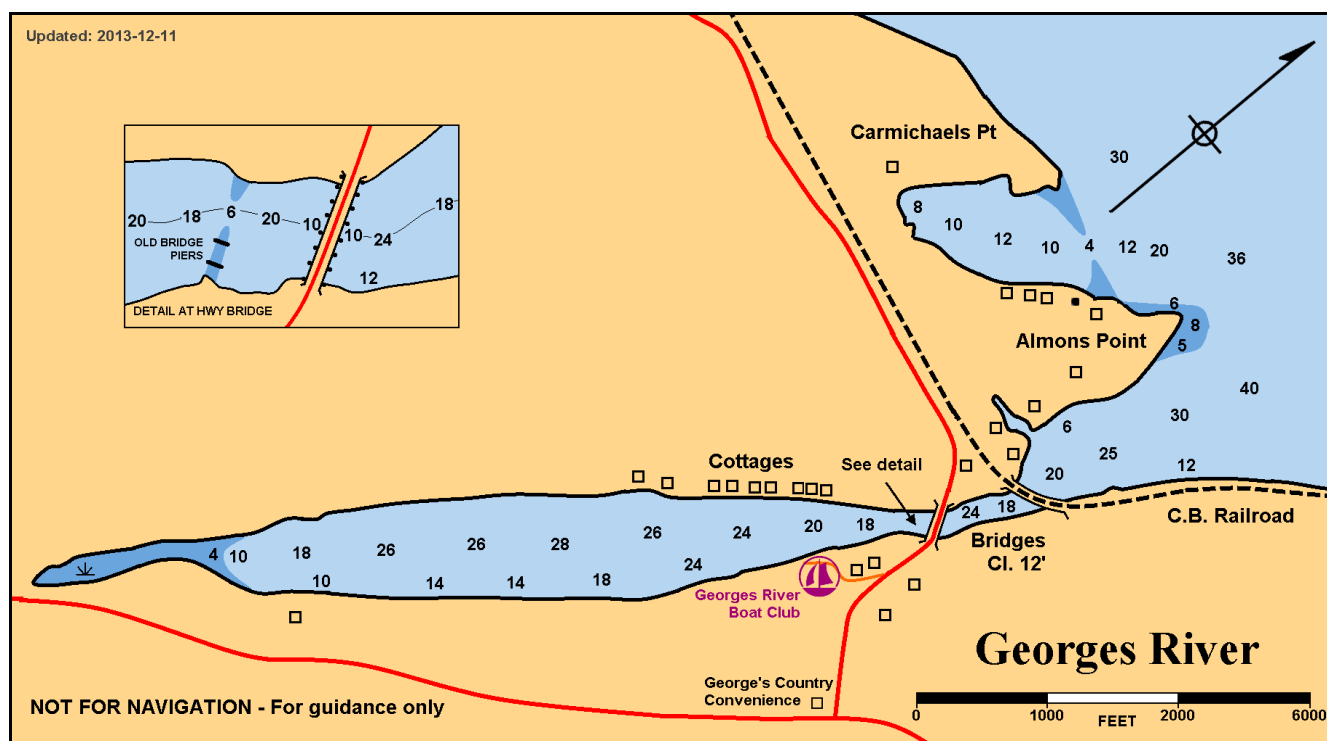 Updated: 2013-12-11
Carmichaels Pt
30
8
10
12
10
4
12
20
36
20
18
6
20
10
10
24
18
12
OLD BRIDGE
PIERS
DETAIL AT HWY BRIDGE
6
8
5
Almons Point
40
30
6
25
20
12
Cottages
See detail
C.B. Railroad
24
18
Bridges
Cl. 12'
4
10
18
26
26
28
26
24
20
18
10
14
14
18
24
Georges River
Boat Club
Georges River
George's Country
Convenience
NOT FOR NAVIGATION - For guidance only
0
1000
2000
6000
FEET